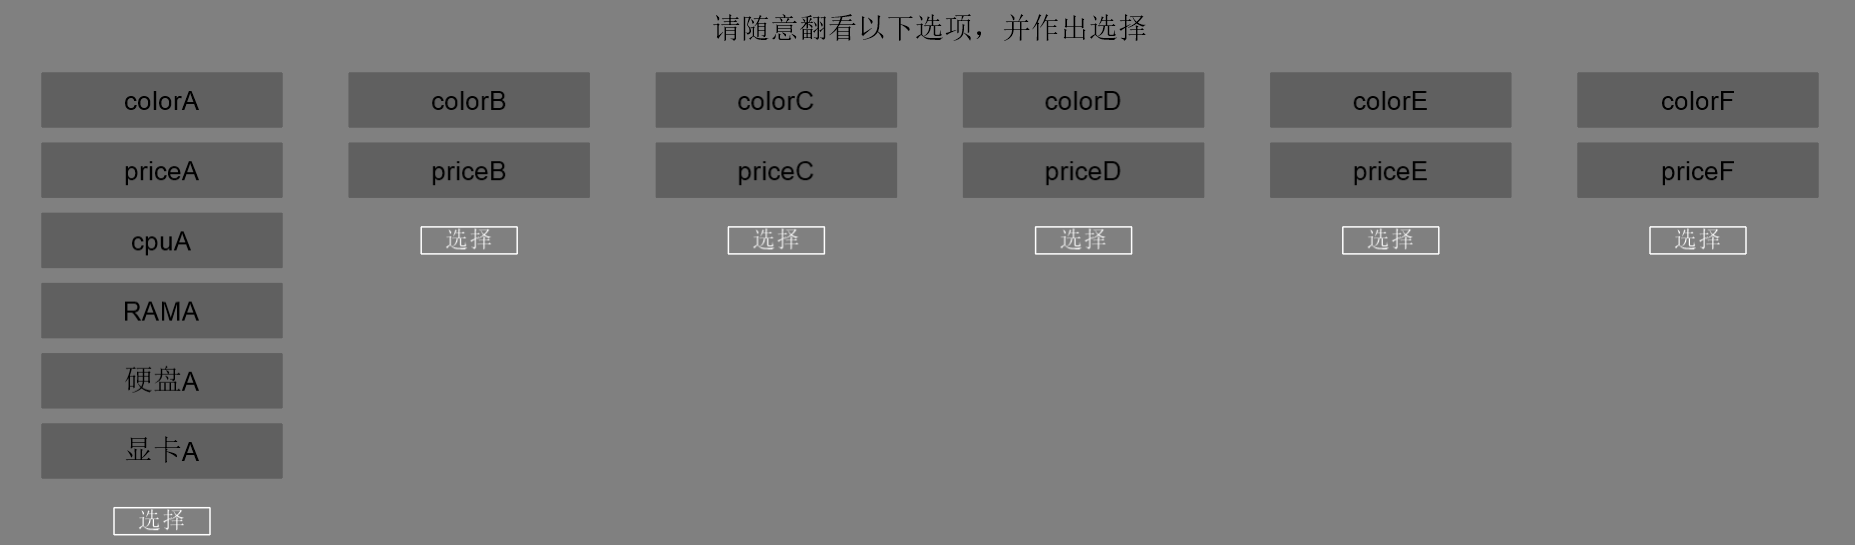 请随意翻看以下选项，并作出选择
colorA colorB colorC colorD colorE colorF
priceA priceB priceC priceD priceE priceF
cpuA 选择 选择 选择 选择 选择
RAMA
硬盘A
显卡A
选择